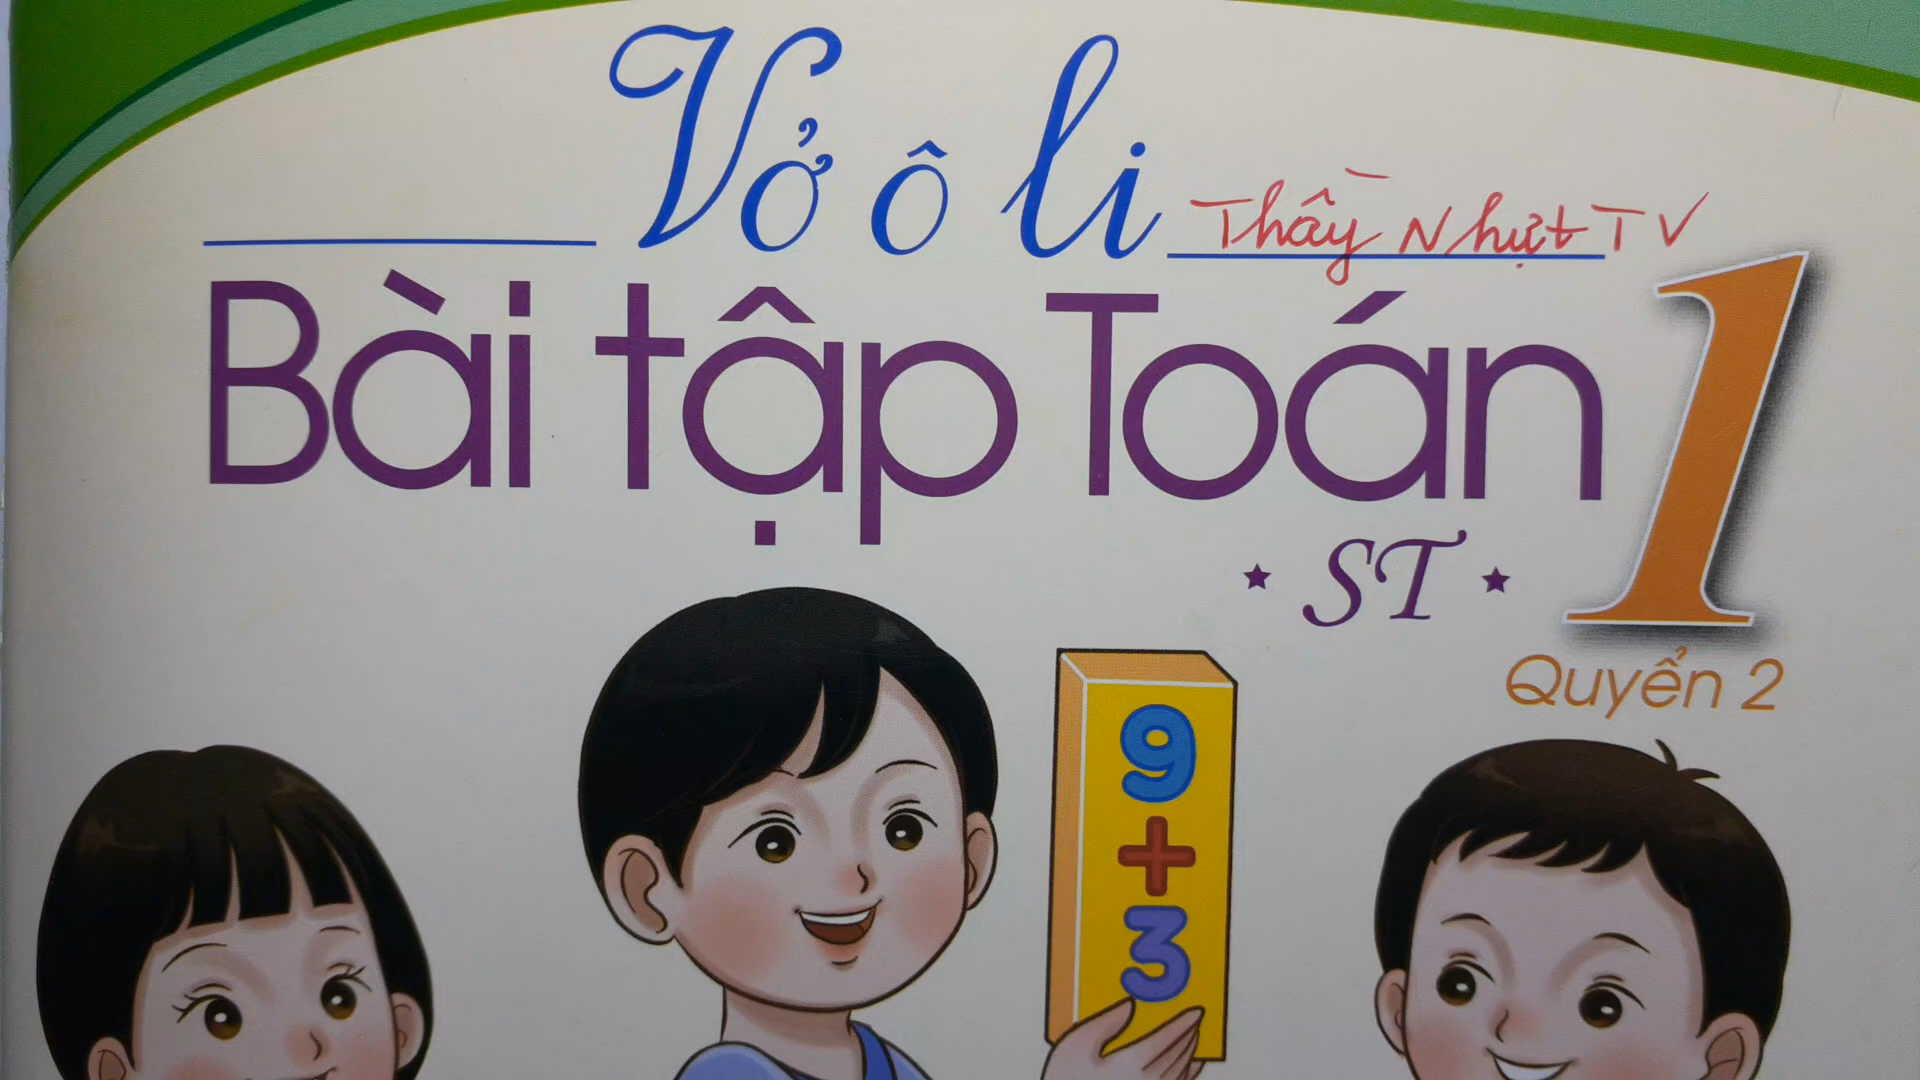 Vở ô li Thầy Nhựt TV
Bài tập Toán 1
★ ST ★
Quyển 2
9
+
3